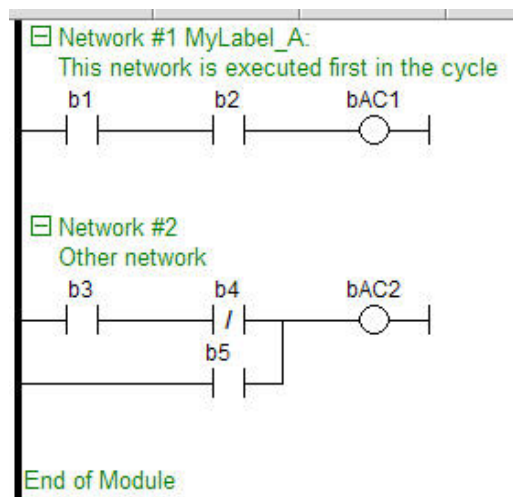 Network #1 MyLabel_A:
This network is executed first in the cycle
b1 b2 bAC1
Network #2
Other network
b3 b4 bAC2
/
b5
End of Module